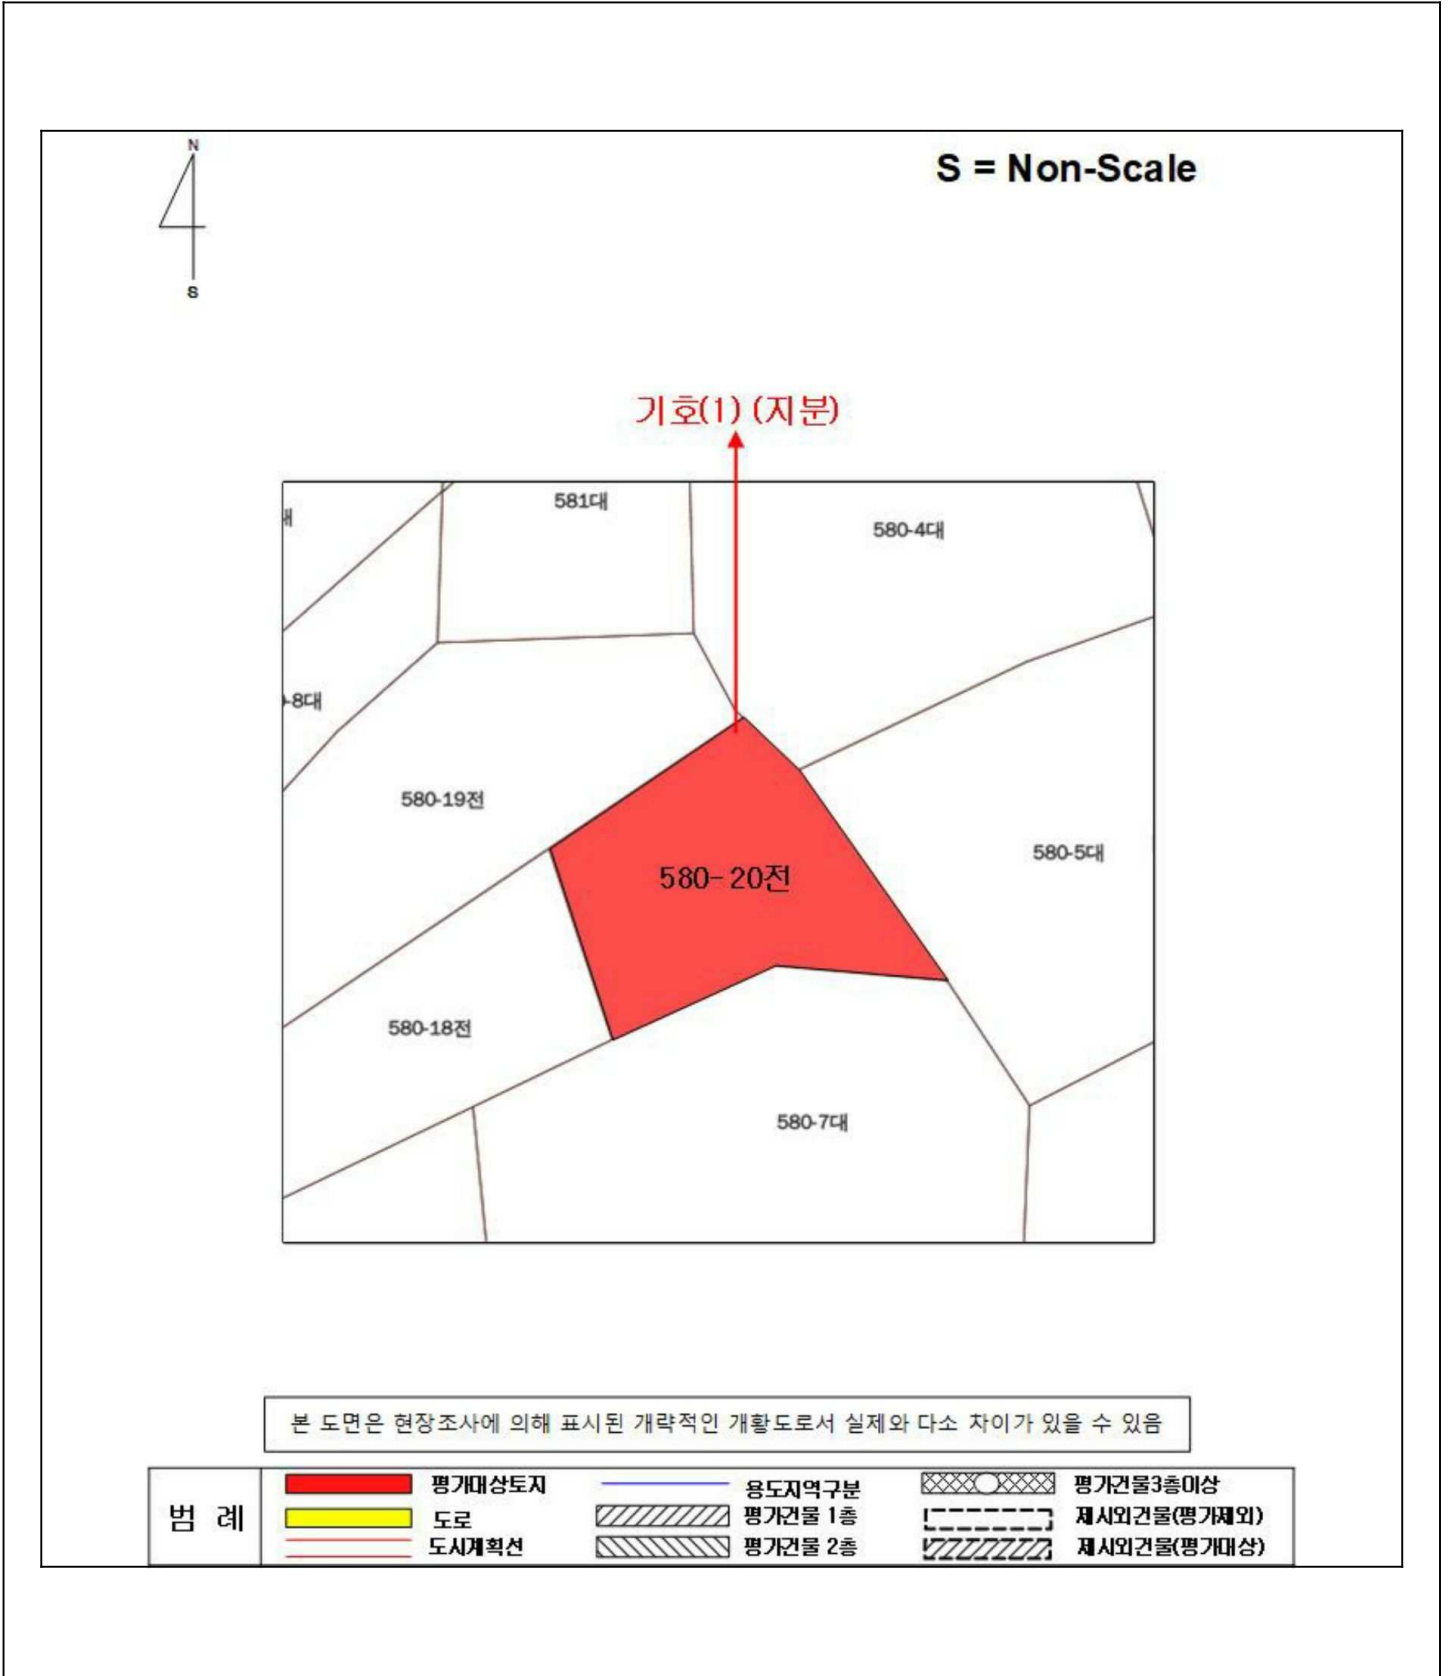 N
S = Non-Scale
S
기호(1) (지분)
581대
580-4대
-8대
580-19전
580-5대
580-20전
580-18전
580-7대
본 도면은 현장조사에 의해 표시된 개략적인 개황도로서 실제와 다소 차이가 있을 수 있음
범 례
평가대상토지
용도지역구분
평가건물3층이상
도로
평가건물 1층
제시외건물(평가제외)
도시계획선
평가건물 2층
제시외건물(평가대상)